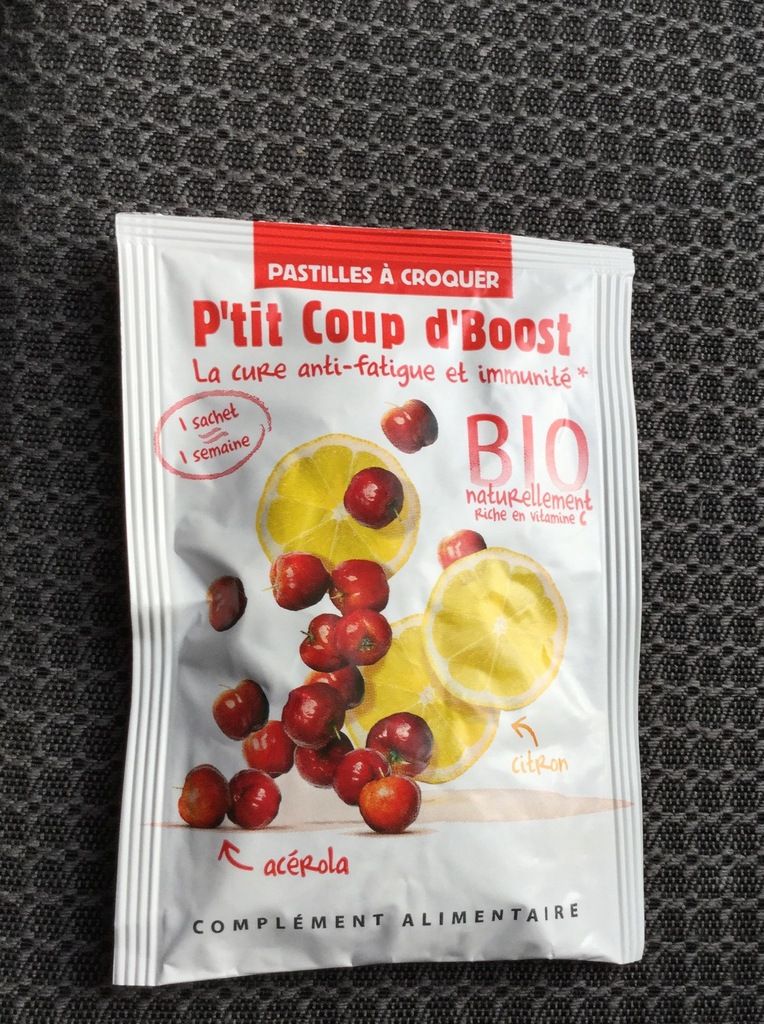 PASTILLES À CROQUER
P'tit Coup d'Boost
La cure anti-fatigue et immunité*
1 sachet
=
1 semaine
BIO
naturellement
riche en vitamine C
citron
acérola
COMPLÉMENT ALIMENTAIRE